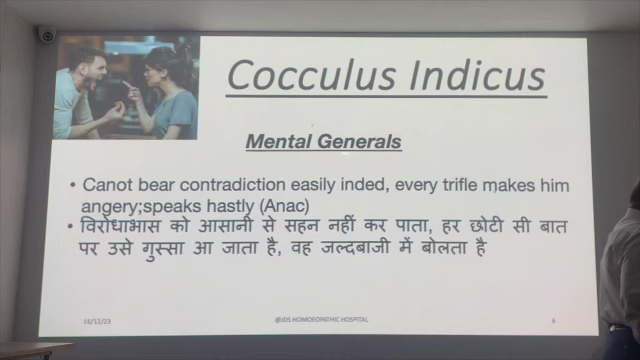 Cocculus Indicus
Mental Generals
• Canot bear contradiction easily inded, every trifle makes him
angery;speaks hastly (Anac)
• विरोधाभास को आसानी से सहन नहीं कर पाता, हर छोटी सी बात
पर उसे गुस्सा आ जाता है, वह जल्दबाजी में बोलता है
16/12/23
@JDS HOMOEOPATHIC HOSPITAL
6